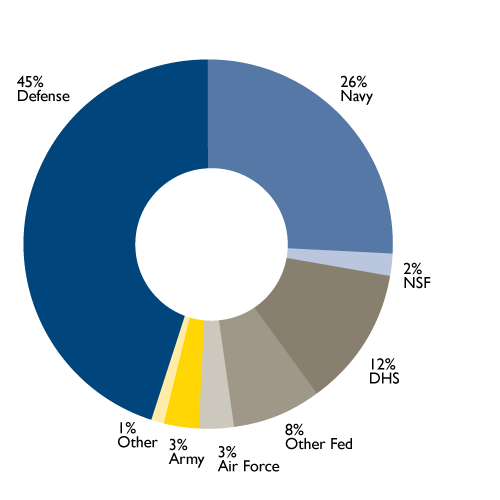 45%
Defense
26%
Navy
2%
NSF
12%
DHS
8%
Other Fed
3%
Air Force
3%
Army
1%
Other